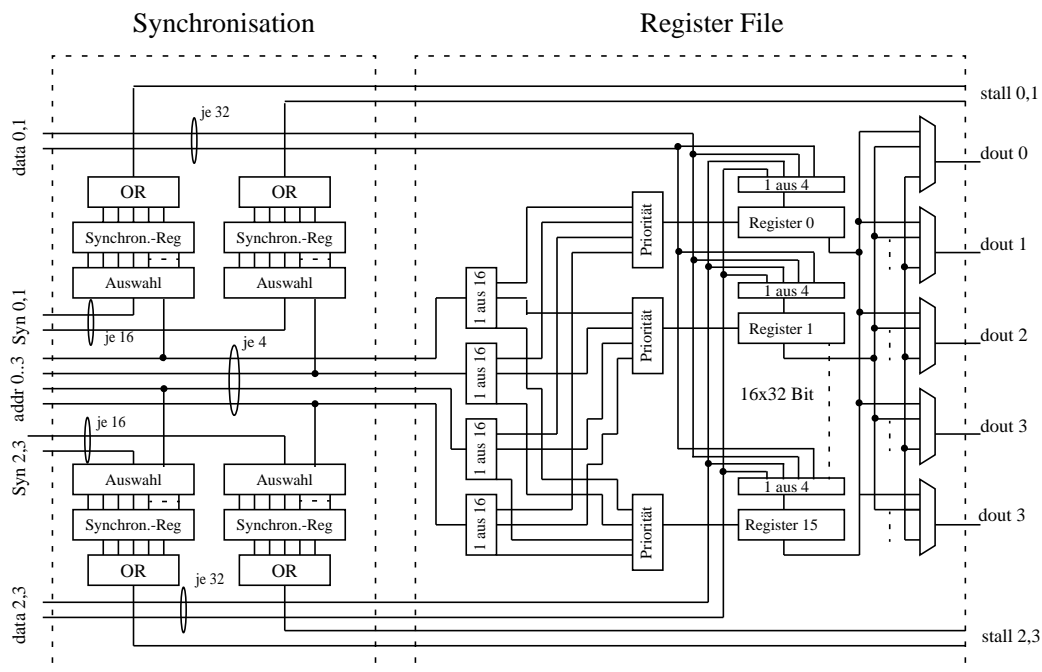 Synchronisation
Register File
stall 0,1
je 32
data 0,1
dout 0
OR
OR
1 aus 4
Synchron.-Reg
Synchron.-Reg
Priorität
Register 0
dout 1
Auswahl
Auswahl
1 aus 16
1 aus 4
Syn 0,1
je 16
Priorität
Register 1
dout 2
je 4
addr 0..3
1 aus 16
16x32 Bit
je 16
1 aus 16
dout 3
Syn 2,3
Auswahl
Auswahl
1 aus 4
Synchron.-Reg
Synchron.-Reg
1 aus 16
Priorität
Register 15
dout 3
OR
OR
je 32
data 2,3
stall 2,3